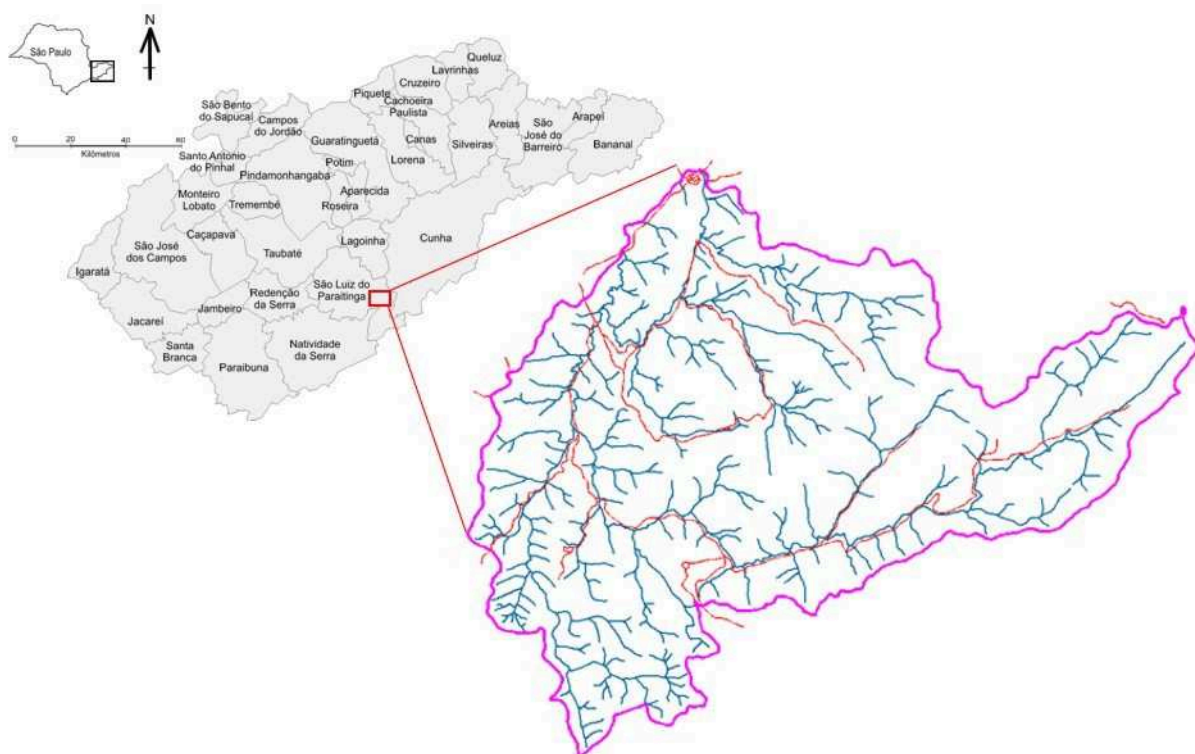 N
São Paulo
0 20 40 60
Kilômetros
Queluz
Lavrinhas
Cruzeiro
Piquete
Cachoeira
Paulista
São Bento
do Sapucaí
Campos
do Jordão
Guaratinguetá
Canas
Lorena
Silveiras
Areias
São
José do
Barreiro
Arapeí
Bananal
Santo Antonio
do Pinhal
Potim
Pindamonhangaba
Aparecida
Roseira
Monteiro
Lobato
Tremembé
Caçapava
São José
dos Campos
Taubaté
Lagoinha
Cunha
Igaratá
São Luiz do
Paraitinga
Redenção
da Serra
Jambeiro
Jacareí
Santa
Branca
Paraibuna
Natividade
da Serra